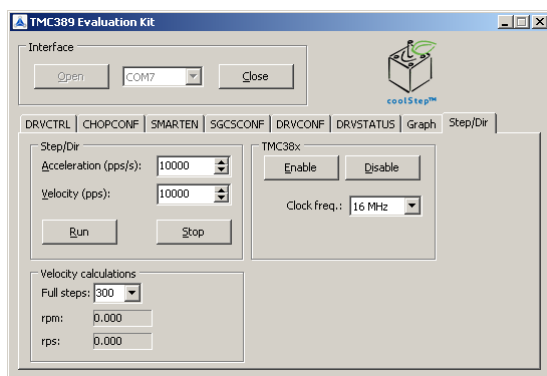 TMC389 Evaluation Kit
Interface
Open COM7 Close
coolStep™
DRVCTRL CHOPCONF SMARTEN SGCSCONF DRVCONF DRVSTATUS Graph Step/Dir
Step/Dir TMC38x
Acceleration (pps/s): 10000 Enable Disable
Velocity (pps): 10000 Clock freq.: 16 MHz
Run Stop
Velocity calculations
Full steps: 300
rpm: 0.000
rps: 0.000